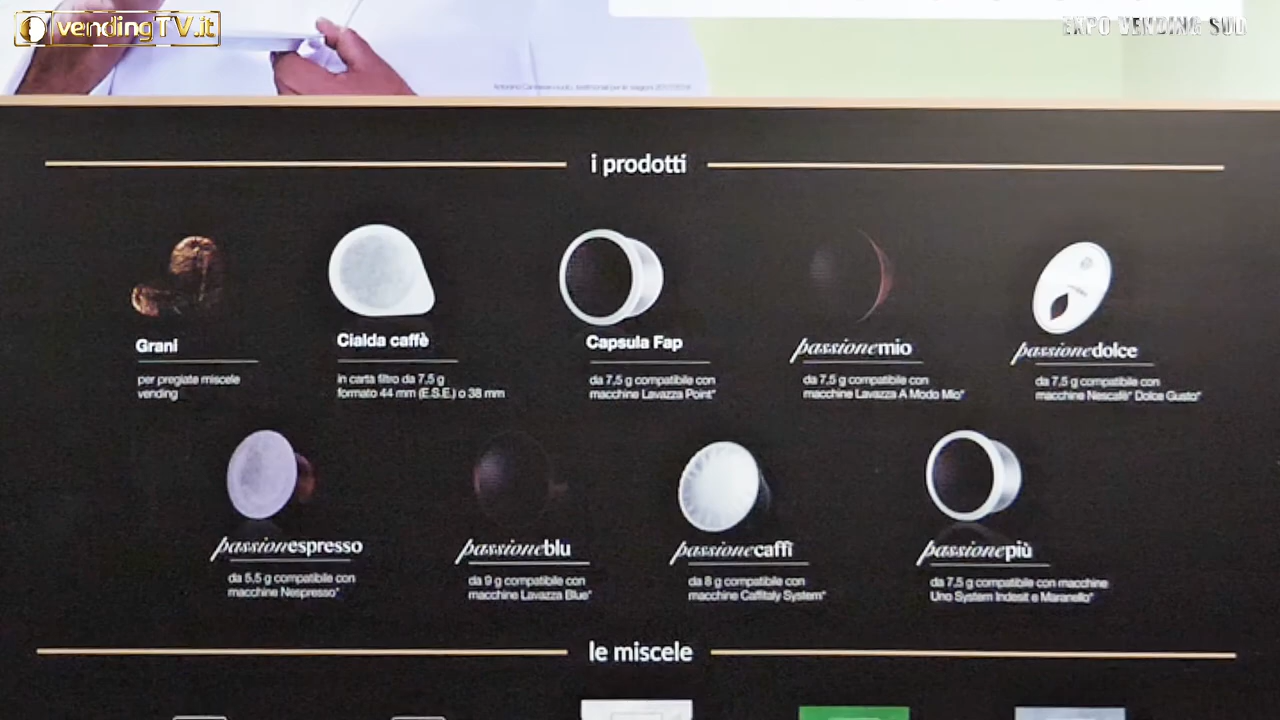 vendingTV.it
EXPO VENDING SUD
i prodotti
Grani
per pregiate miscele
vending
Cialda caffè
in carta filtro da 7,5 g
formato 44 mm (E.S.E.) o 38 mm
Capsula Fap
da 7,5 g compatibile con
macchine Lavazza Point*
passionemio
da 7,5 g compatibile con
macchine Lavazza A Modo Mio*
passionedolce
da 7,5 g compatibile con
macchine Nescafè* Dolce Gusto*
passionespresso
da 5,5 g compatibile con
macchine Nespresso*
passioneblu
da 9 g compatibile con
macchine Lavazza Blue*
passionecaffì
da 8 g compatibile con
macchine Caffitaly System*
passionepiù
da 7,5 g compatibile con macchine
Uno System Indesit e Maranello*
le miscele